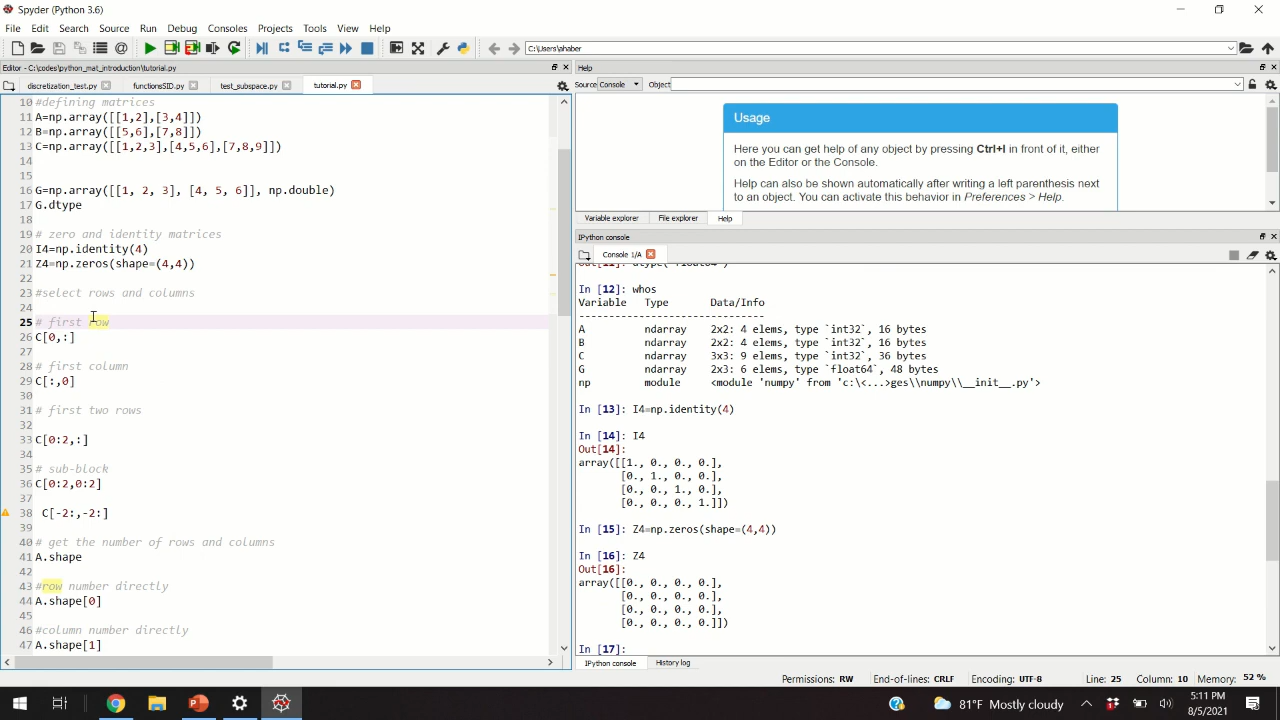 Spyder (Python 3.6)
File Edit Search Source Run Debug Consoles Projects Tools View Help
C:\Users\ahaber
Editor - C:\codes\python_mat_introduction\tutorial.py
discretization_test.py functionsSID.py test_subspace.py tutorial.py
10 #defining matrices
11 A=np.array([[1,2],[3,4]])
12 B=np.array([[5,6],[7,8]])
13 C=np.array([[1,2,3],[4,5,6],[7,8,9]])
14
15
16 G=np.array([[1, 2, 3], [4, 5, 6]], np.double)
17 G.dtype
18
19 # zero and identity matrices
20 I4=np.identity(4)
21 Z4=np.zeros(shape=(4,4))
22
23 #select rows and columns
24
25 # first row
26 C[0,:]
27
28 # first column
29 C[:,0]
30
31 # first two rows
32
33 C[0:2,:]
34
35 # sub-block
36 C[0:2,0:2]
37
38 C[-2:,-2:]
39
40 # get the number of rows and columns
41 A.shape
42
43 #row number directly
44 A.shape[0]
45
46 #column number directly
47 A.shape[1]
Help
Source Console Object
Usage
Here you can get help of any object by pressing Ctrl+I in front of it, either
on the Editor or the Console.
Help can also be shown automatically after writing a left parenthesis next
to an object. You can activate this behavior in Preferences > Help.
Variable explorer File explorer Help
IPython console
Console 1/A
Out[11]: dtype('float64')
In [12]: whos
Variable Type Data/Info
-------------------------------
A ndarray 2x2: 4 elems, type `int32`, 16 bytes
B ndarray 2x2: 4 elems, type `int32`, 16 bytes
C ndarray 3x3: 9 elems, type `int32`, 36 bytes
G ndarray 2x3: 6 elems, type `float64`, 48 bytes
np module <module 'numpy' from 'c:\<...>ges\\numpy\\__init__.py'>
In [13]: I4=np.identity(4)
In [14]: I4
Out[14]:
array([[1., 0., 0., 0.],
[0., 1., 0., 0.],
[0., 0., 1., 0.],
[0., 0., 0., 1.]])
In [15]: Z4=np.zeros(shape=(4,4))
In [16]: Z4
Out[16]:
array([[0., 0., 0., 0.],
[0., 0., 0., 0.],
[0., 0., 0., 0.],
[0., 0., 0., 0.]])
In [17]:
IPython console History log
Permissions: RW End-of-lines: CRLF Encoding: UTF-8 Line: 25 Column: 10 Memory: 52 %
81°F Mostly cloudy
5:11 PM
8/5/2021